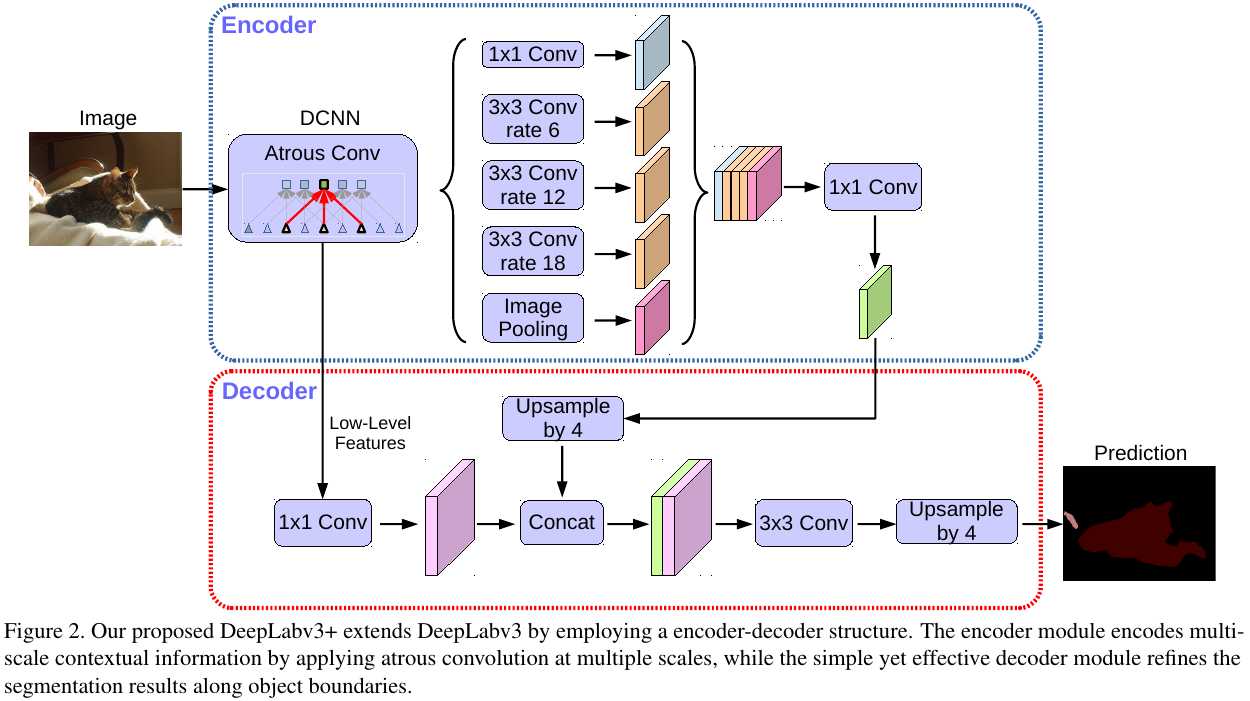 Encoder
Image
DCNN
Atrous Conv
1x1 Conv
3x3 Conv
rate 6
3x3 Conv
rate 12
3x3 Conv
rate 18
Image
Pooling
1x1 Conv
Decoder
Low-Level
Features
Upsample
by 4
1x1 Conv
Concat
3x3 Conv
Upsample
by 4
Prediction
Figure 2. Our proposed DeepLabv3+ extends DeepLabv3 by employing a encoder-decoder structure. The encoder module encodes multi-
scale contextual information by applying atrous convolution at multiple scales, while the simple yet effective decoder module refines the
segmentation results along object boundaries.